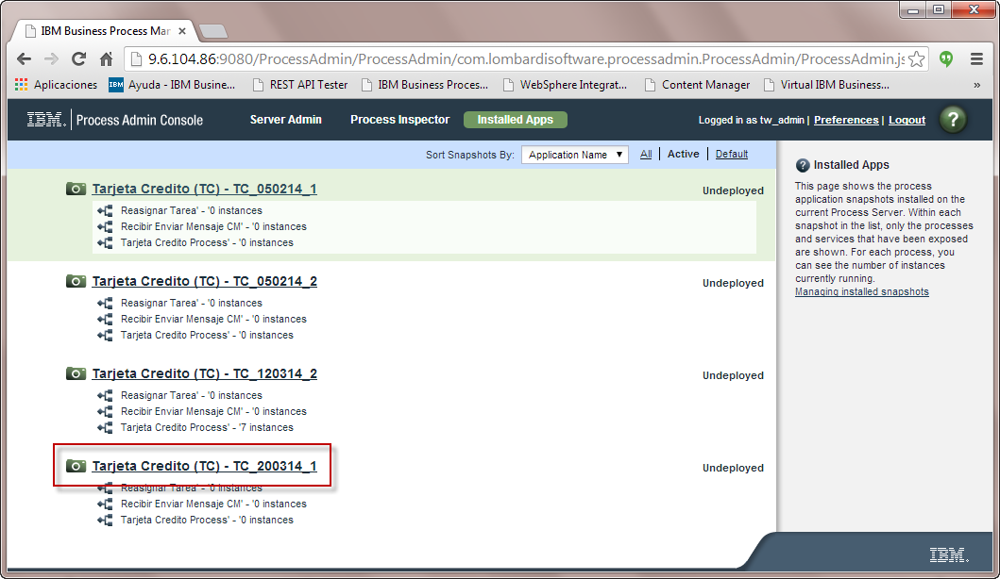 IBM Business Process Mar
9.6.104.86:9080/ProcessAdmin/ProcessAdmin/com.lombardisoftware.processadmin.ProcessAdmin/ProcessAdmin.js
Aplicaciones IBM Ayuda - IBM Busine... REST API Tester IBM Business Proces... WebSphere Integrat... Content Manager Virtual IBM Business... »
IBM. Process Admin Console Server Admin Process Inspector Installed Apps Logged in as tw_admin | Preferences | Logout ?
Sort Snapshots By: Application Name All Active Default
Tarjeta Credito (TC) - TC_050214_1 Undeployed
Reasignar Tarea' - '0 instances
Recibir Enviar Mensaje CM' - '0 instances
Tarjeta Credito Process' - '0 instances
Tarjeta Credito (TC) - TC_050214_2 Undeployed
Reasignar Tarea' - '0 instances
Recibir Enviar Mensaje CM' - '0 instances
Tarjeta Credito Process' - '0 instances
Tarjeta Credito (TC) - TC_120314_2 Undeployed
Reasignar Tarea' - '0 instances
Recibir Enviar Mensaje CM' - '0 instances
Tarjeta Credito Process' - '7 instances
Tarjeta Credito (TC) - TC_200314_1 Undeployed
Reasignar Tarea' - '0 instances
Recibir Enviar Mensaje CM' - '0 instances
Tarjeta Credito Process' - '0 instances
? Installed Apps
This page shows the process
application snapshots installed on the
current Process Server. Within each
snapshot in the list, only the processes
and services that have been exposed
are shown. For each process, you
can see the number of instances
currently running.
Managing installed snapshots
IBM.